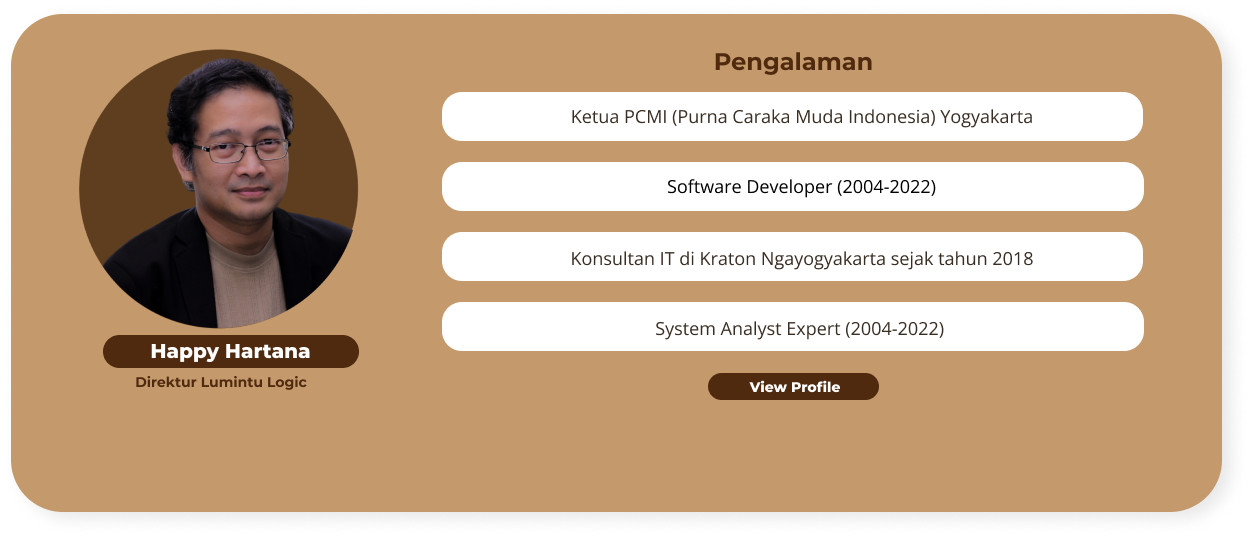 Pengalaman
Ketua PCMI (Purna Caraka Muda Indonesia) Yogyakarta
Software Developer (2004-2022)
Konsultan IT di Kraton Ngayogyakarta sejak tahun 2018
System Analyst Expert (2004-2022)
View Profile
Happy Hartana
Direktur Lumintu Logic